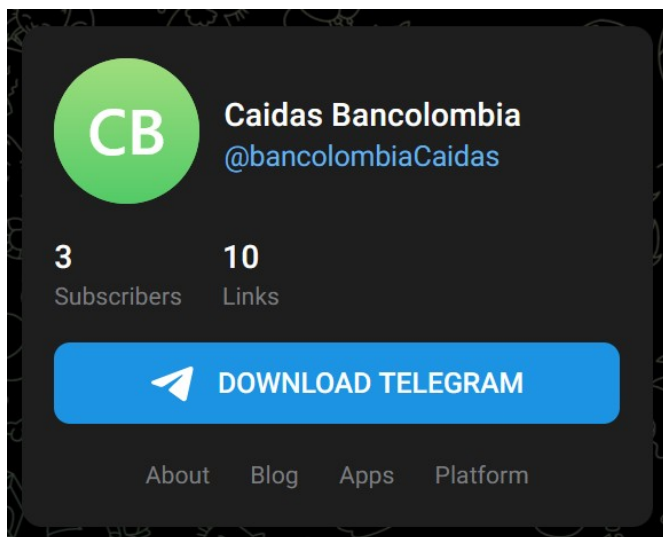 CB
Caidas Bancolombia
@bancolombiaCaidas
3 10
Subscribers Links
DOWNLOAD TELEGRAM
About Blog Apps Platform